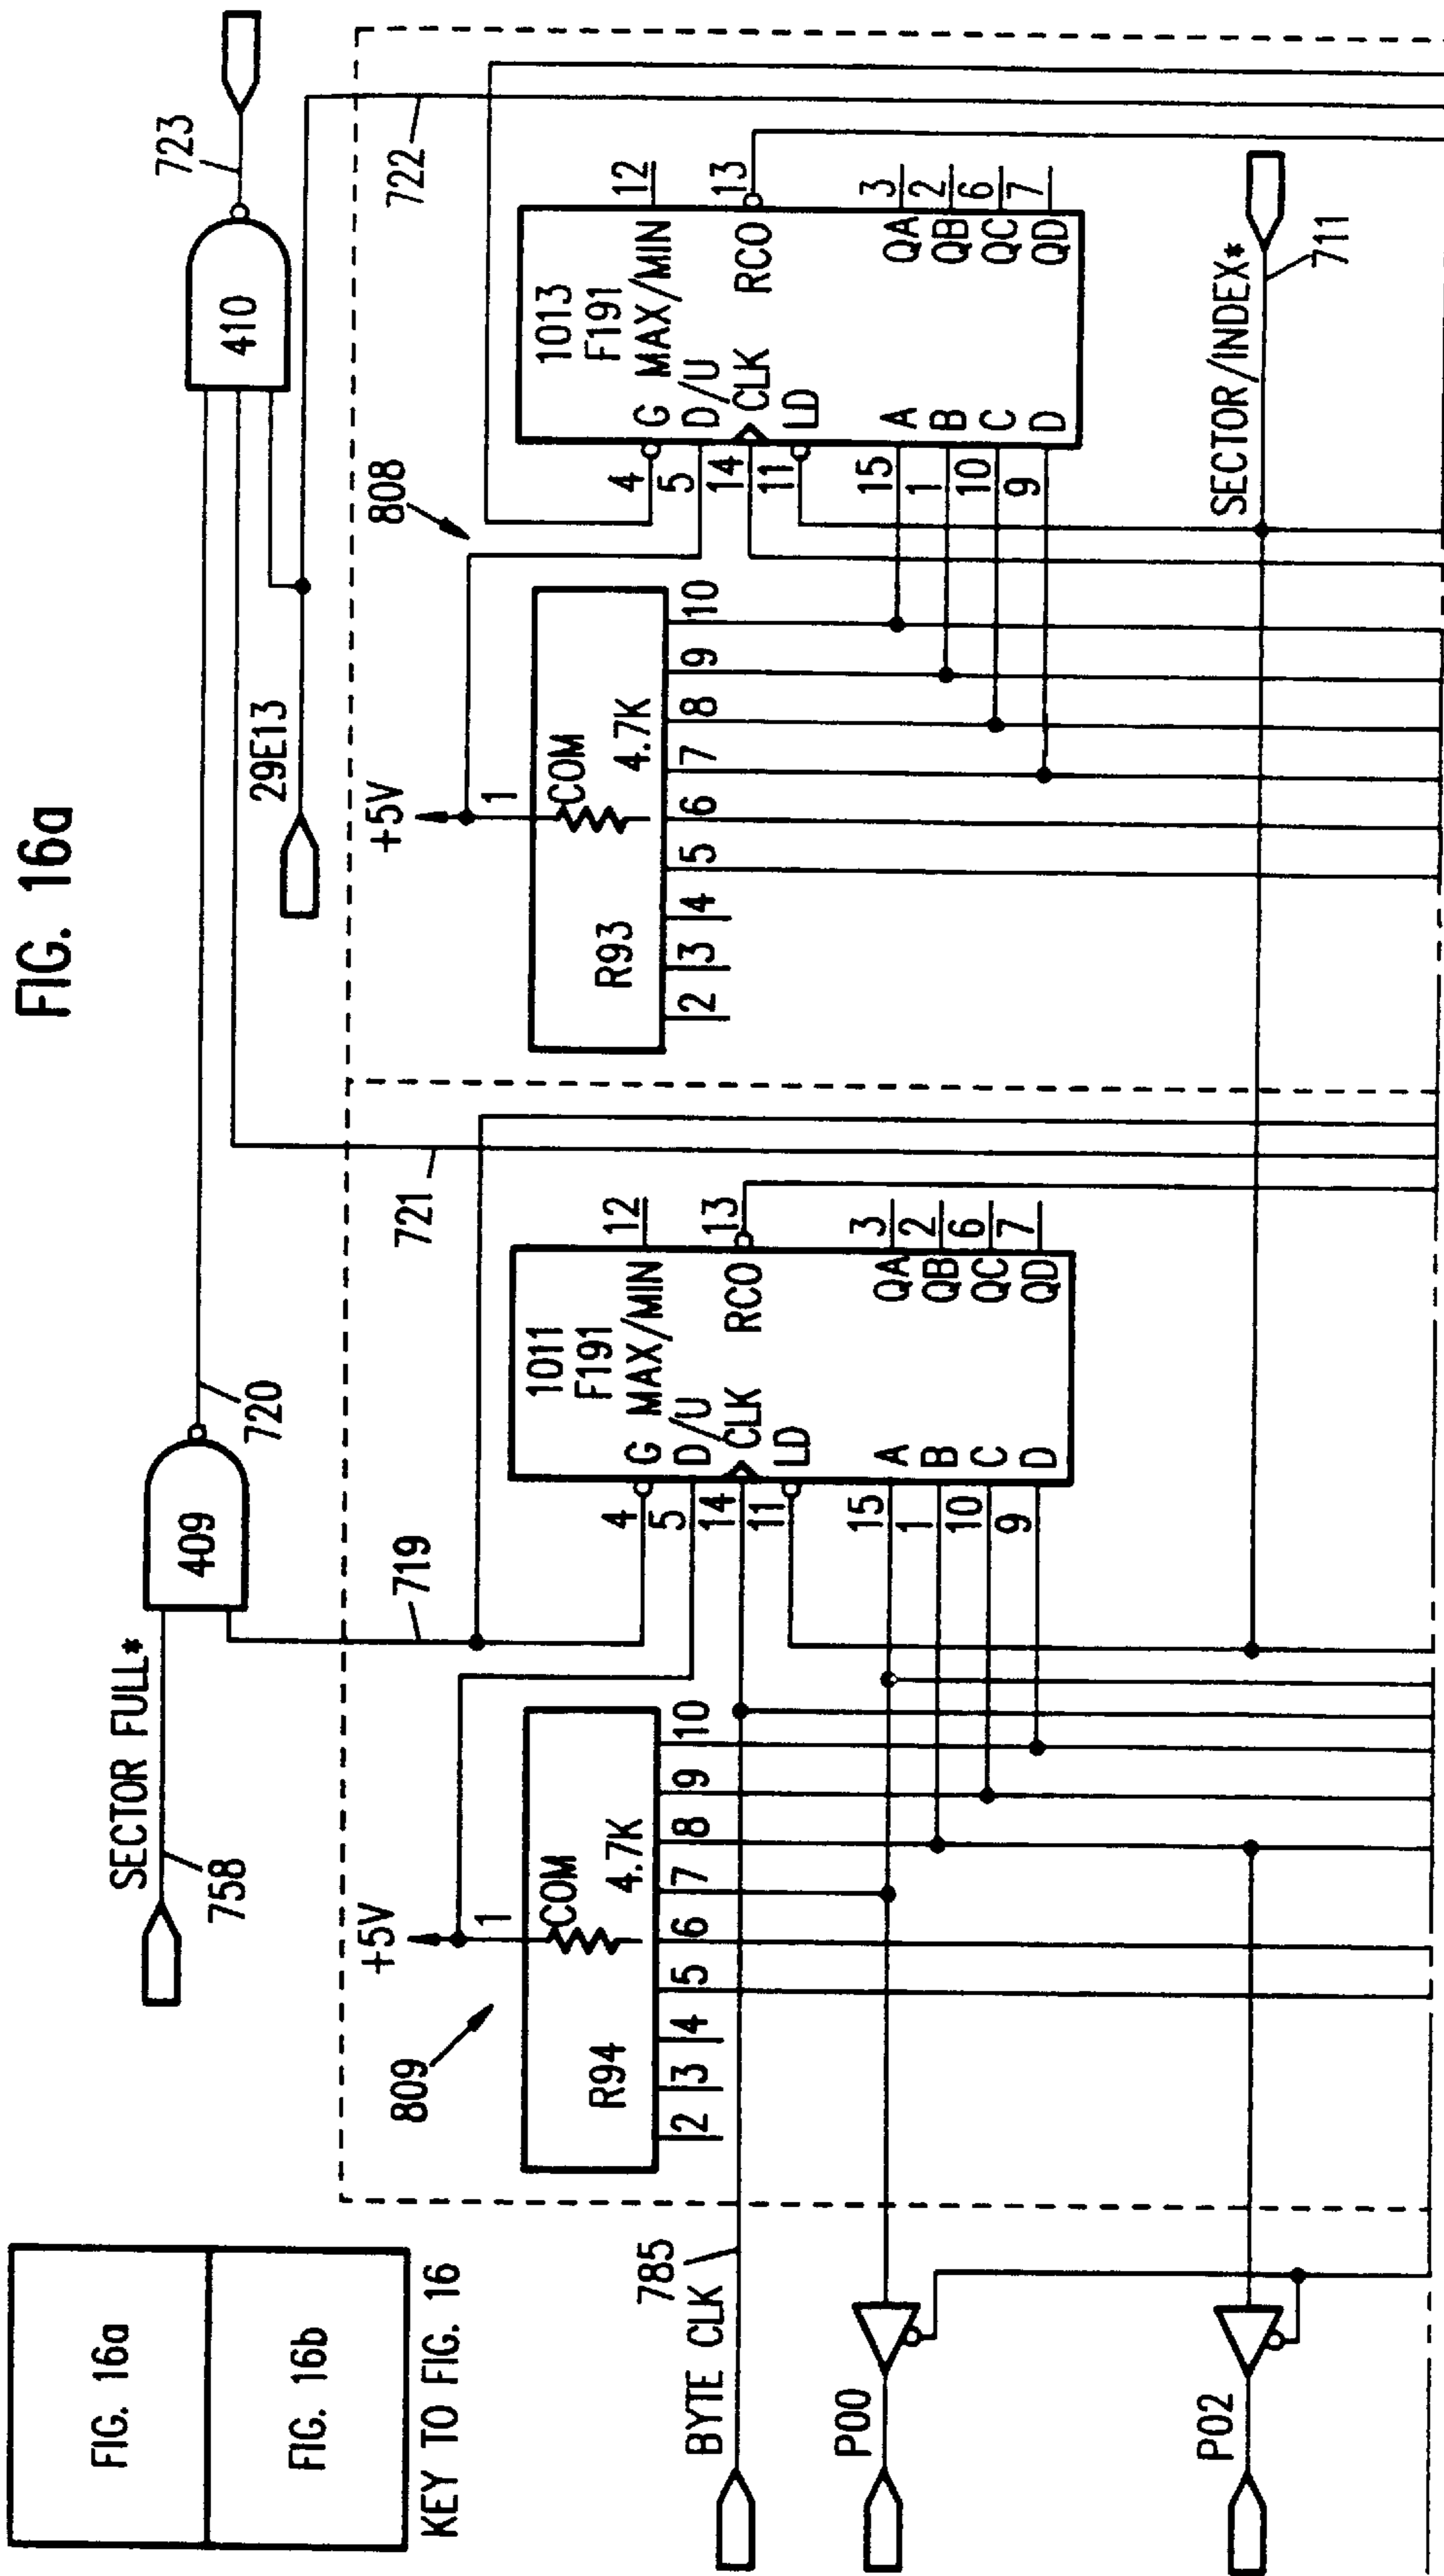 FIG. 16a
FIG. 16a
FIG. 16b
KEY TO FIG. 16
SECTOR FULL*
758
409
720
410
723
719
721
29E13
722
809
+5V
1
COM
4.7K
R94
2 3 4 5 6 7 8 9 10
1011
F191
G MAX/MIN
D/U
CLK
RCO
LD
A QA
B QB
C QC
D QD
4
5
14
11
15
1
10
9
12
13
3
2
6
7
808
+5V
1
COM
4.7K
R93
2 3 4 5 6 7 8 9 10
1013
F191
G MAX/MIN
D/U
CLK
RCO
LD
A QA
B QB
C QC
D QD
4
5
14
11
15
1
10
9
12
13
3
2
6
7
BYTE CLK
785
P00
P02
SECTOR/INDEX*
711